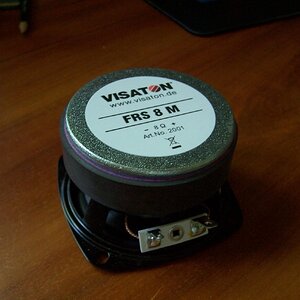 VISATON®
www.visaton.de
FRS 8 M
− 8 Ω +
Art.No. 2001